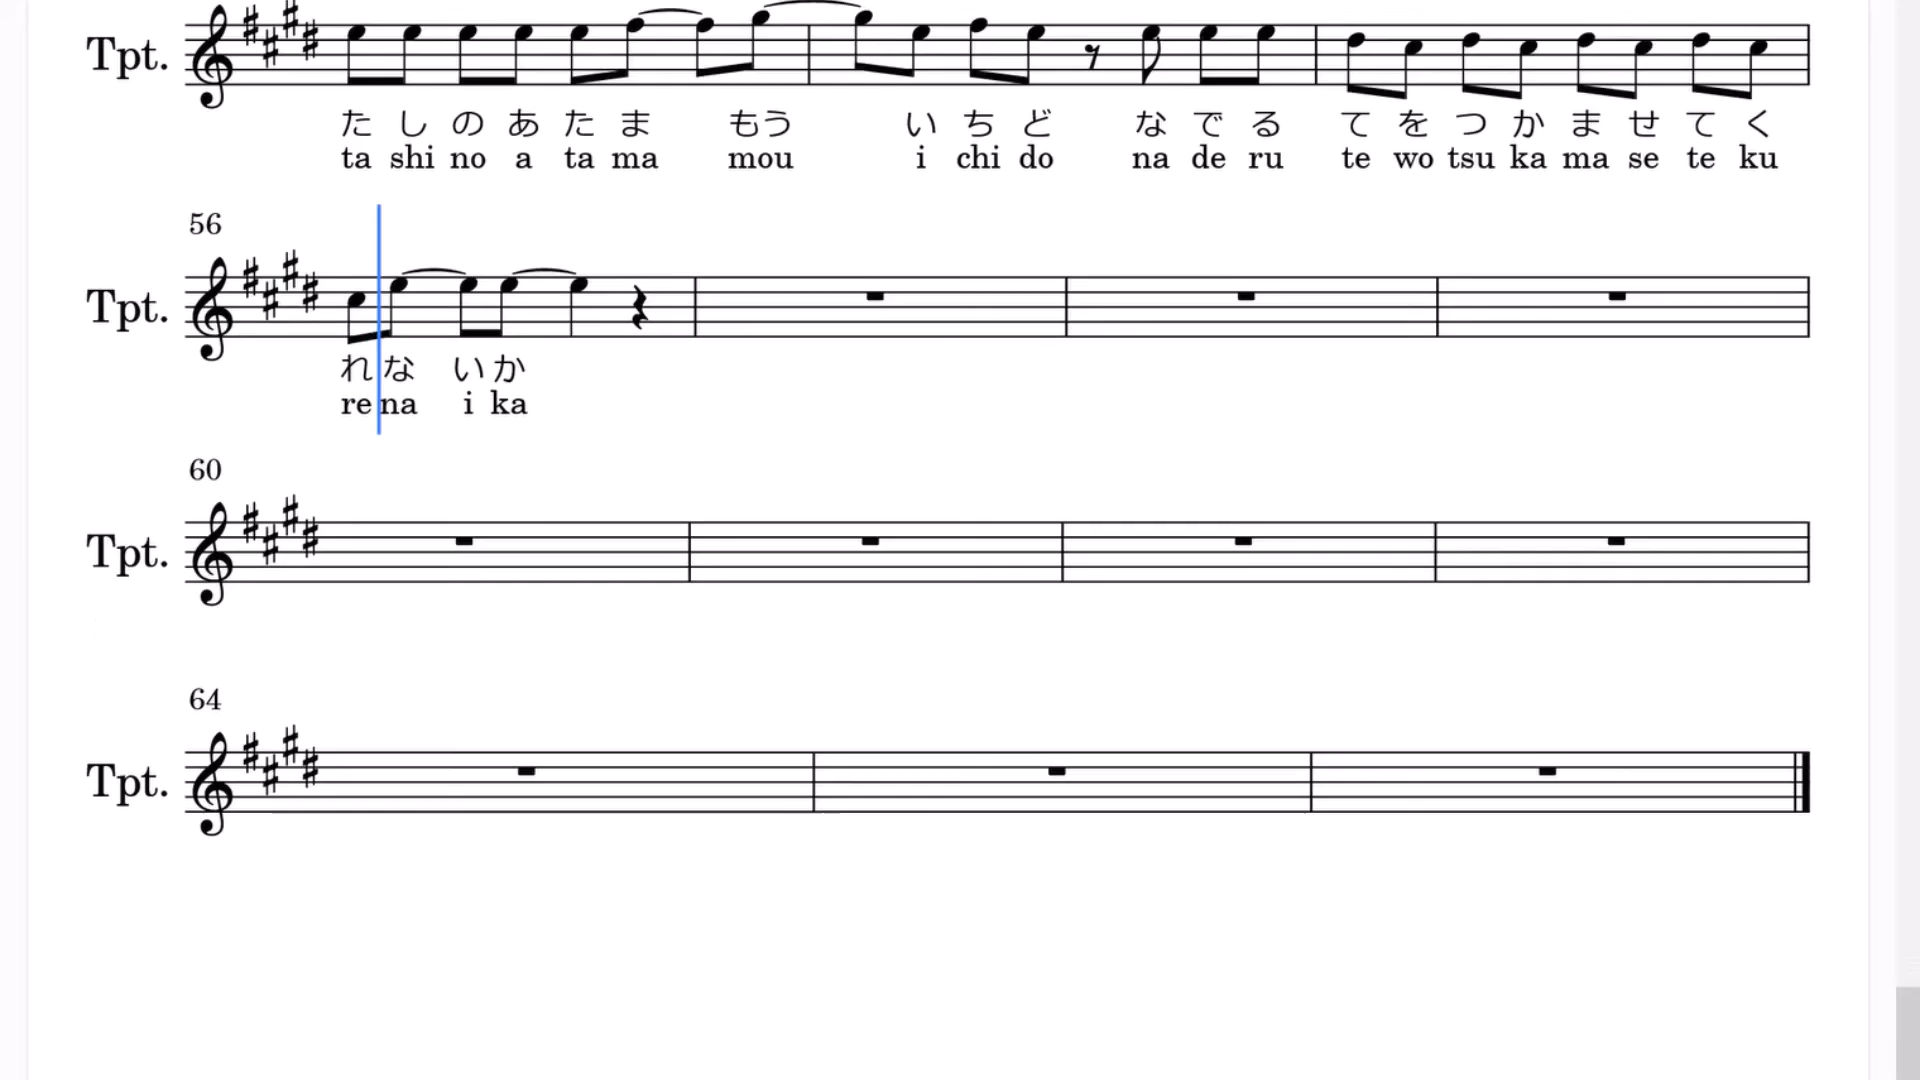 Tpt.
た し の あ た ま もう い ち ど な で る て を つ か ま せ て く
ta shi no a ta ma mou i chi do na de ru te wo tsu ka ma se te ku
56
Tpt.
れ な い か
re na i ka
60
Tpt.
64
Tpt.